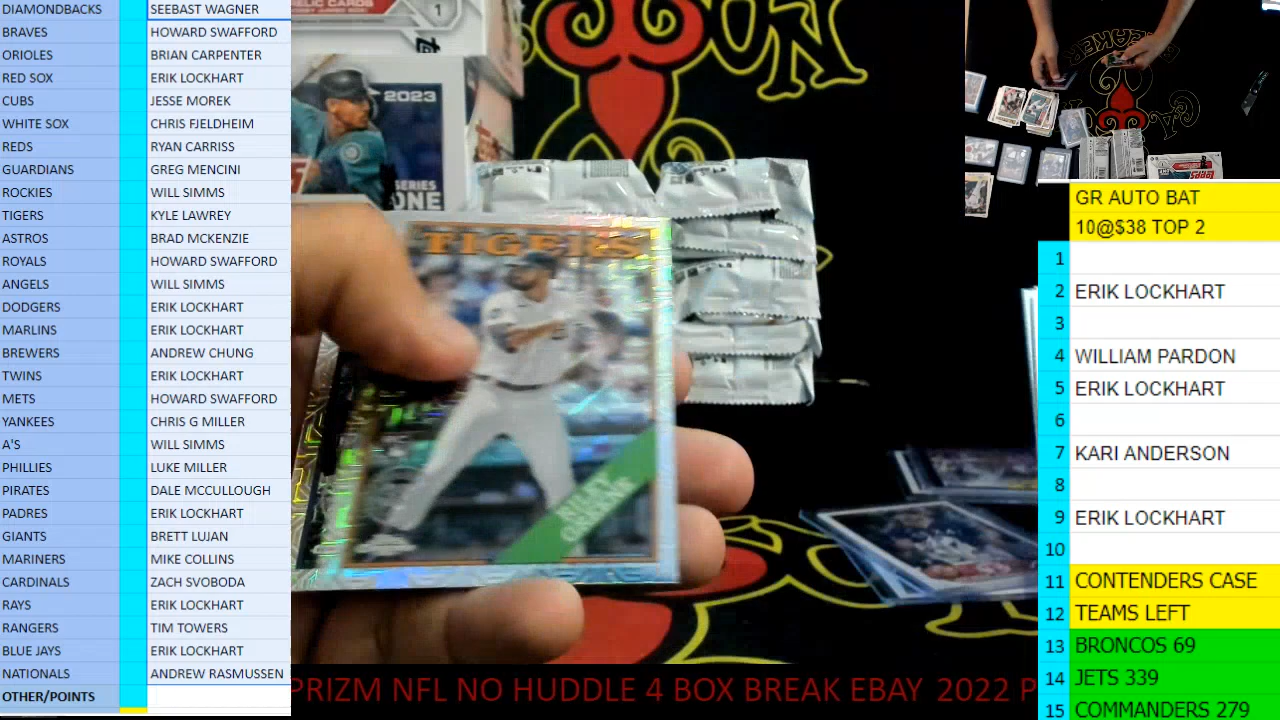 DIAMONDBACKS SEEBAST WAGNER
BRAVES HOWARD SWAFFORD
ORIOLES BRIAN CARPENTER
RED SOX ERIK LOCKHART
CUBS JESSE MOREK
WHITE SOX CHRIS FJELDHEIM
REDS RYAN CARRISS
GUARDIANS GREG MENCINI
ROCKIES WILL SIMMS
TIGERS KYLE LAWREY
ASTROS BRAD MCKENZIE
ROYALS HOWARD SWAFFORD
ANGELS WILL SIMMS
DODGERS ERIK LOCKHART
MARLINS ERIK LOCKHART
BREWERS ANDREW CHUNG
TWINS ERIK LOCKHART
METS HOWARD SWAFFORD
YANKEES CHRIS G MILLER
A'S WILL SIMMS
PHILLIES LUKE MILLER
PIRATES DALE MCCULLOUGH
PADRES ERIK LOCKHART
GIANTS BRETT LUJAN
MARINERS MIKE COLLINS
CARDINALS ZACH SVOBODA
RAYS ERIK LOCKHART
RANGERS TIM TOWERS
BLUE JAYS ERIK LOCKHART
NATIONALS ANDREW RASMUSSEN
OTHER/POINTS
1
2023
SERIES
ONE
TIGERS
RILEY
GREENE
PRIZM NFL NO HUDDLE 4 BOX BREAK EBAY 2022 P
GR AUTO BAT
10@$38 TOP 2
1
2 ERIK LOCKHART
3
4 WILLIAM PARDON
5 ERIK LOCKHART
6
7 KARI ANDERSON
8
9 ERIK LOCKHART
10
11 CONTENDERS CASE
12 TEAMS LEFT
13 BRONCOS 69
14 JETS 339
15 COMMANDERS 279